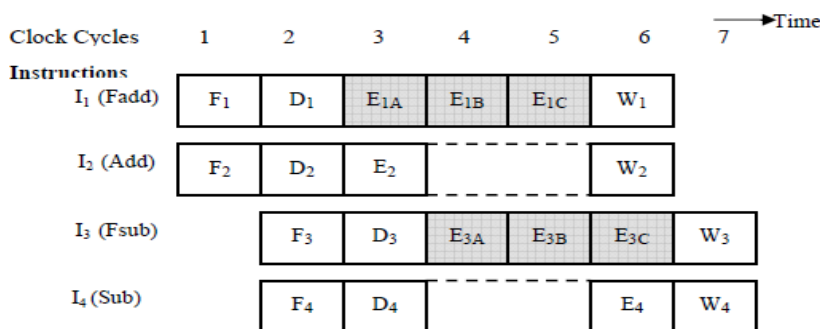 Time
Clock Cycles 1 2 3 4 5 6 7
Instructions
I1 (Fadd) F1 D1 E1A E1B E1C W1
I2 (Add) F2 D2 E2 W2
I3 (Fsub) F3 D3 E3A E3B E3C W3
I4 (Sub) F4 D4 E4 W4